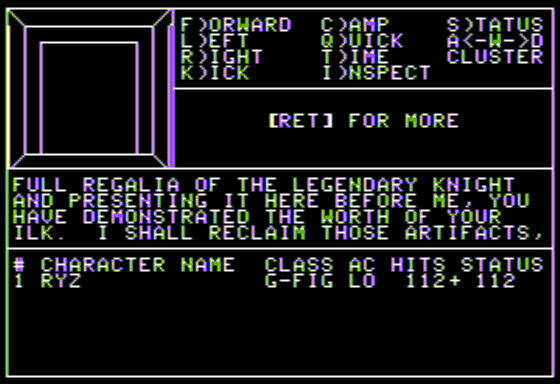 F)ORWARD C)AMP S)TATUS
L)EFT Q)UICK A<-W->D
R)IGHT T)IME CLUSTER
K)ICK I)NSPECT
[RET] FOR MORE
FULL REGALIA OF THE LEGENDARY KNIGHT
AND PRESENTING IT HERE BEFORE ME, YOU
HAVE DEMONSTRATED THE WORTH OF YOUR
ILK. I SHALL RECLAIM THOSE ARTIFACTS,
# CHARACTER NAME CLASS AC HITS STATUS
1 RYZ G-FIG LO 112+ 112